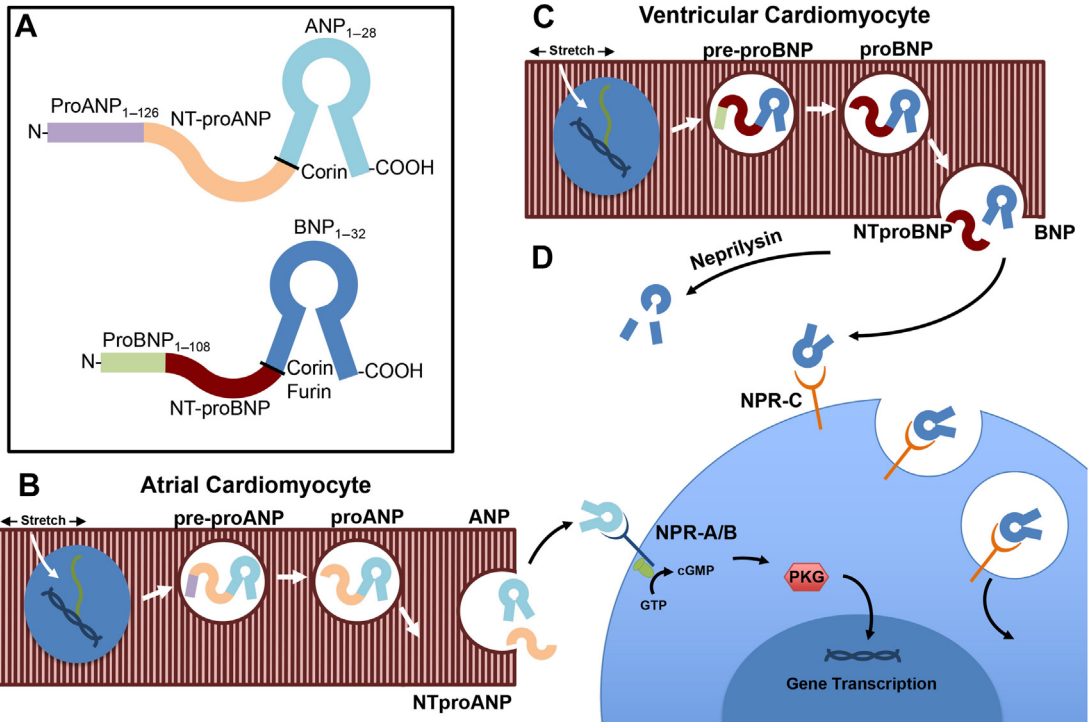 A
ANP1–28
ProANP1–126
NT-proANP
N-
Corin
-COOH
BNP1–32
ProBNP1–108
N-
Corin
-COOH
Furin
NT-proBNP
B
Atrial Cardiomyocyte
Stretch
pre-proANP
proANP
ANP
NTproANP
C
Ventricular Cardiomyocyte
Stretch
pre-proBNP
proBNP
NTproBNP
BNP
D
Neprilysin
NPR-C
NPR-A/B
cGMP
GTP
PKG
Gene Transcription